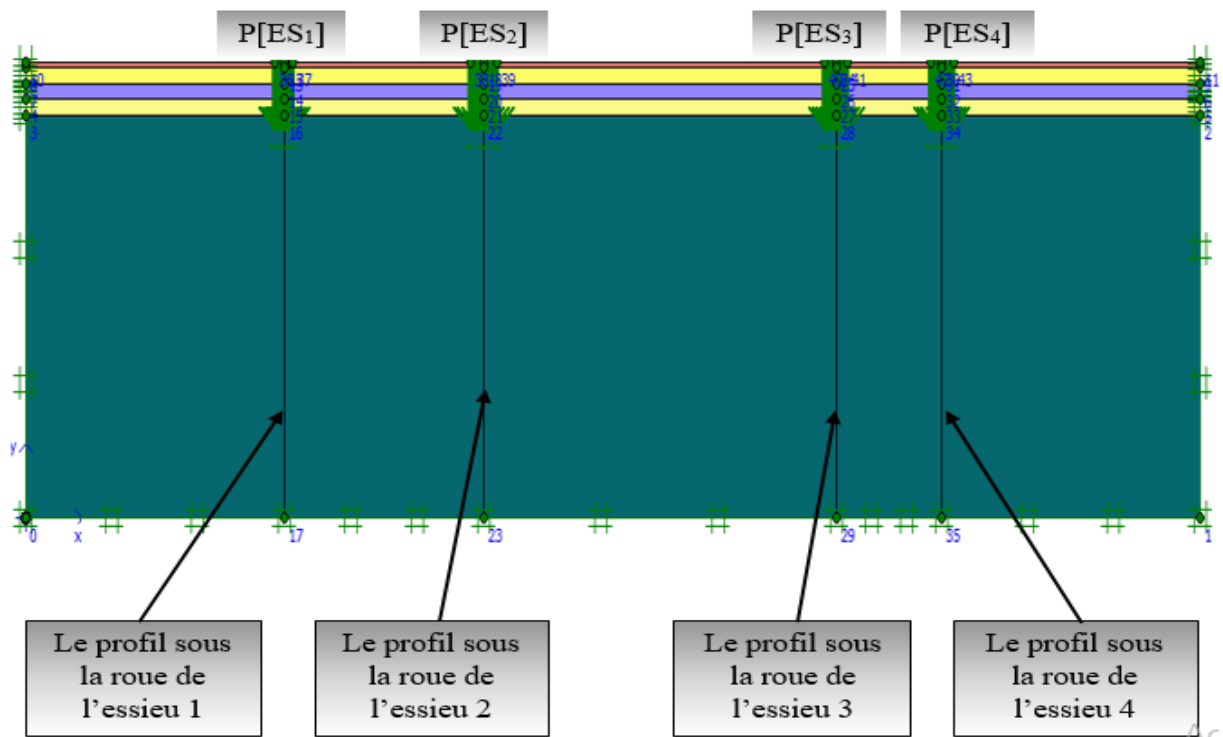 P[ES₁] P[ES₂] P[ES₃] P[ES₄]
3 16 22 28 34 2
y
x
0 17 23 29 35 1
Le profil sous
la roue de
l’essieu 1
Le profil sous
la roue de
l’essieu 2
Le profil sous
la roue de
l’essieu 3
Le profil sous
la roue de
l’essieu 4